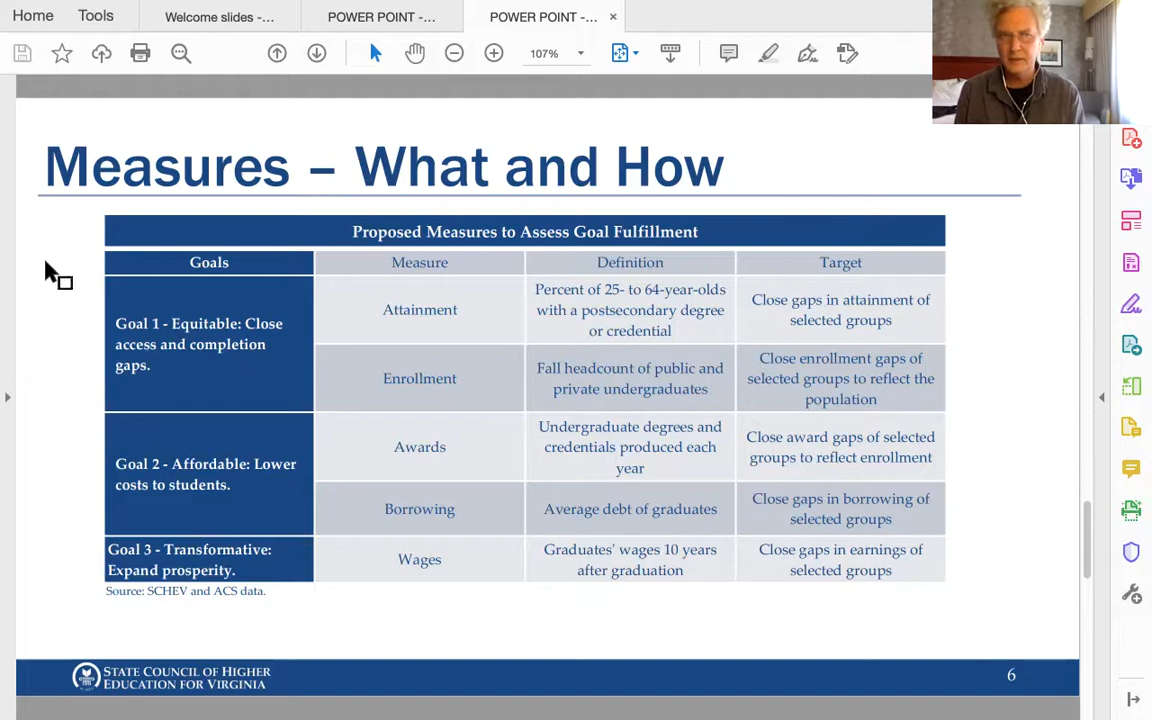 Home
Tools
Welcome slides -...
POWER POINT -...
POWER POINT -...
107%
Measures – What and How
Proposed Measures to Assess Goal Fulfillment
Goals
Measure
Definition
Target
Goal 1 - Equitable: Close
access and completion
gaps.
Attainment
Percent of 25- to 64-year-olds
with a postsecondary degree
or credential
Close gaps in attainment of
selected groups
Enrollment
Fall headcount of public and
private undergraduates
Close enrollment gaps of
selected groups to reflect the
population
Goal 2 - Affordable: Lower
costs to students.
Awards
Undergraduate degrees and
credentials produced each
year
Close award gaps of selected
groups to reflect enrollment
Borrowing
Average debt of graduates
Close gaps in borrowing of
selected groups
Goal 3 - Transformative:
Expand prosperity.
Wages
Graduates' wages 10 years
after graduation
Close gaps in earnings of
selected groups
Source: SCHEV and ACS data.
STATE COUNCIL OF HIGHER
EDUCATION FOR VIRGINIA
6